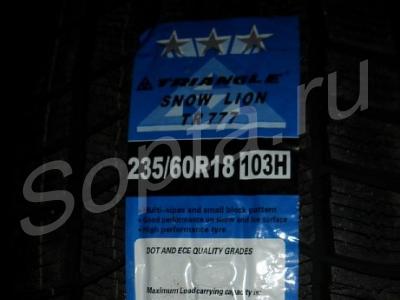 TRIANGLE
SNOW LION
TR777
235/60R18 103H
• Multi-sipes and small block pattern
• Good performance on snow and ice surface
• High performance tyre
DOT AND ECE QUALITY GRADES
Maximum Load carrying capacity is:
Sopta.ru